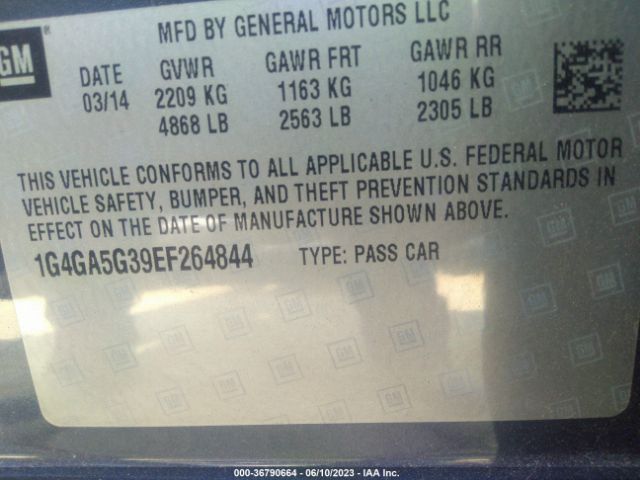 MFD BY GENERAL MOTORS LLC
GM
DATE GVWR GAWR FRT GAWR RR
03/14 2209 KG 1163 KG 1046 KG
4868 LB 2563 LB 2305 LB
THIS VEHICLE CONFORMS TO ALL APPLICABLE U.S. FEDERAL MOTOR
VEHICLE SAFETY, BUMPER, AND THEFT PREVENTION STANDARDS IN
EFFECT ON THE DATE OF MANUFACTURE SHOWN ABOVE.
1G4GA5G39EF264844 TYPE: PASS CAR
000-36790664 - 06/10/2023 - IAA Inc.